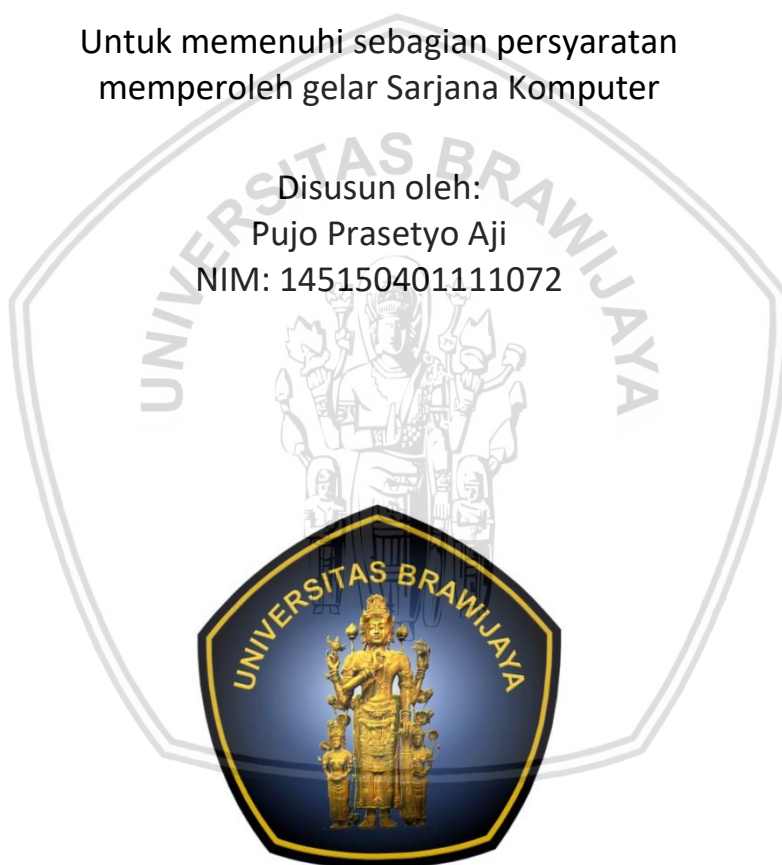 Untuk memenuhi sebagian persyaratan
memperoleh gelar Sarjana Komputer
Disusun oleh:
Pujo Prasetyo Aji
NIM: 145150401111072
UNIVERSITAS BRAWIJAYA
UNIVERSITAS BRAWIJAYA